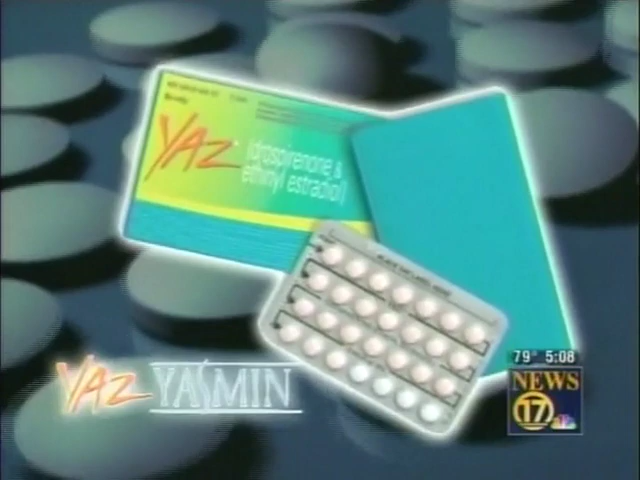 YAZ
(drospirenone &
ethinyl estradiol)
YAZ YASMIN
79° 5:08
NEWS
17